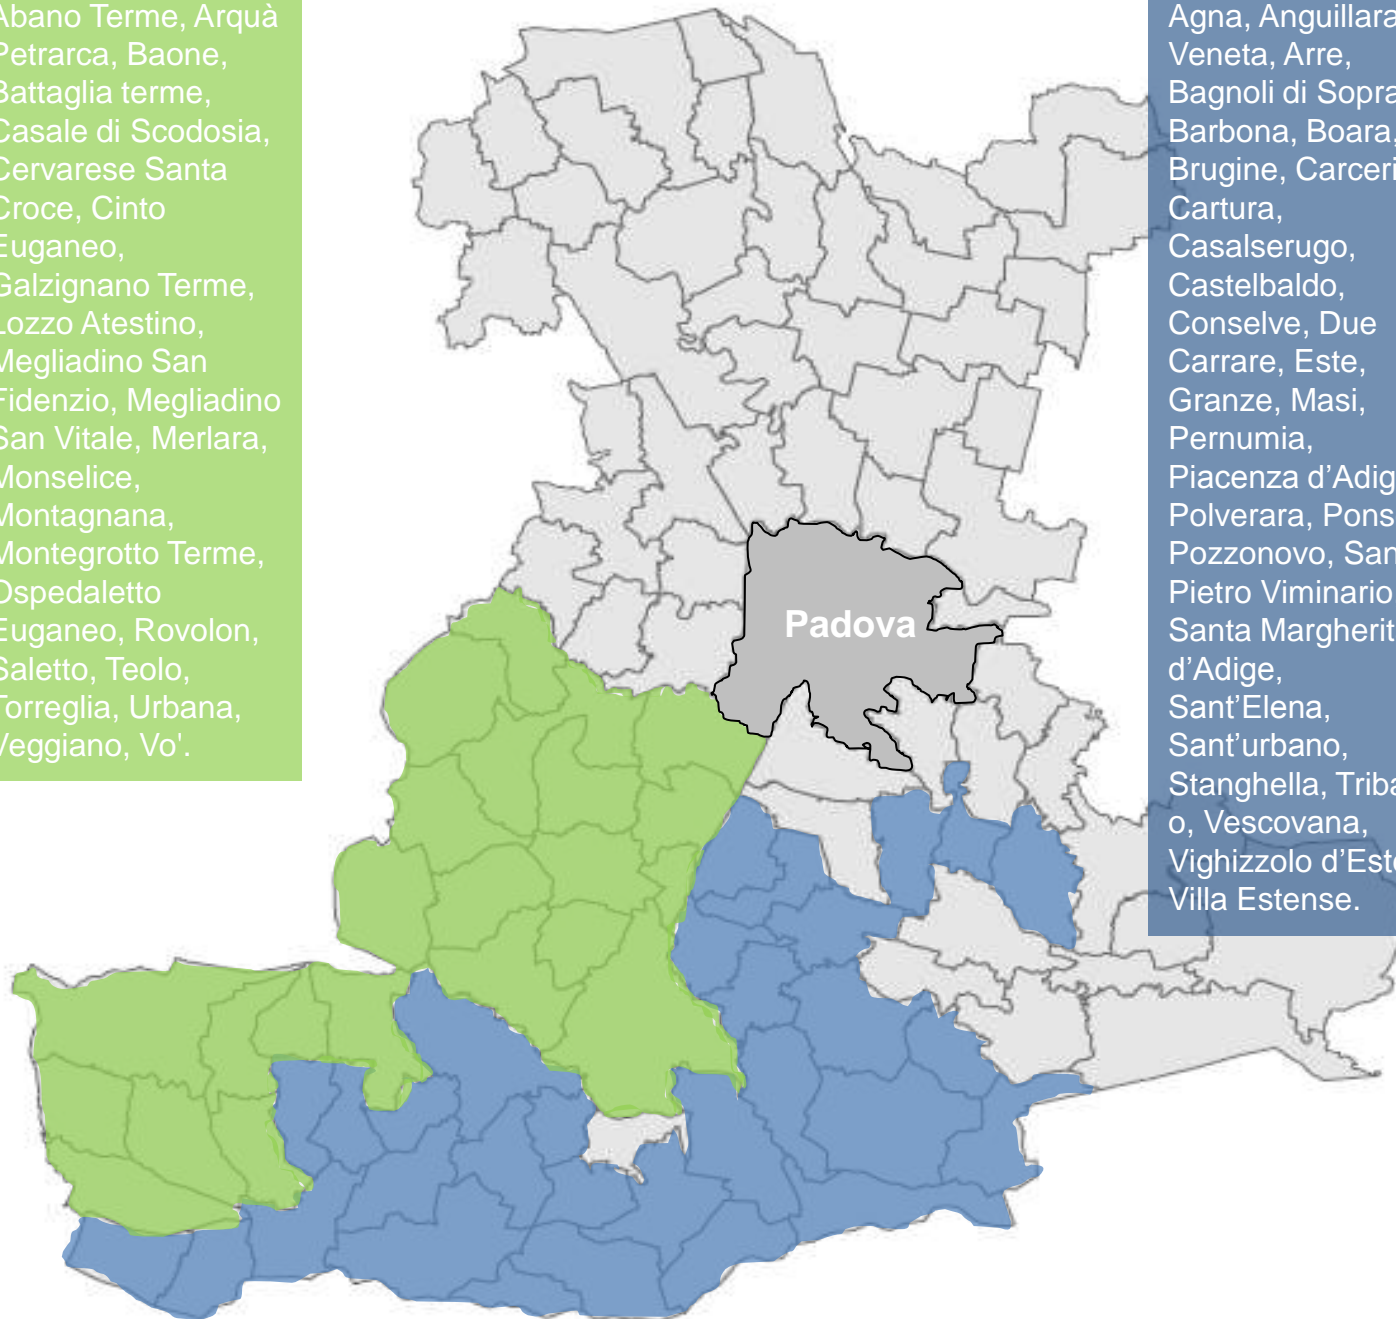 Abano Terme, Arquà
Petrarca, Baone,
Battaglia terme,
Casale di Scodosia,
Cervarese Santa
Croce, Cinto
Euganeo,
Galzignano Terme,
Lozzo Atestino,
Megliadino San
Fidenzio, Megliadino
San Vitale, Merlara,
Monselice,
Montagnana,
Montegrotto Terme,
Ospedaletto
Euganeo, Rovolon,
Saletto, Teolo,
Torreglia, Urbana,
Veggiano, Vo'.
Padova
Agna, Anguillara
Veneta, Arre,
Bagnoli di Sopra
Barbona, Boara,
Brugine, Carceri
Cartura,
Casalserugo,
Castelbaldo,
Conselve, Due
Carrare, Este,
Granze, Masi,
Pernumia,
Piacenza d’Adig
Polverara, Pons
Pozzonovo, San
Pietro Viminario
Santa Margherit
d’Adige,
Sant’Elena,
Sant’urbano,
Stanghella, Triba
o, Vescovana,
Vighizzolo d’Este
Villa Estense.